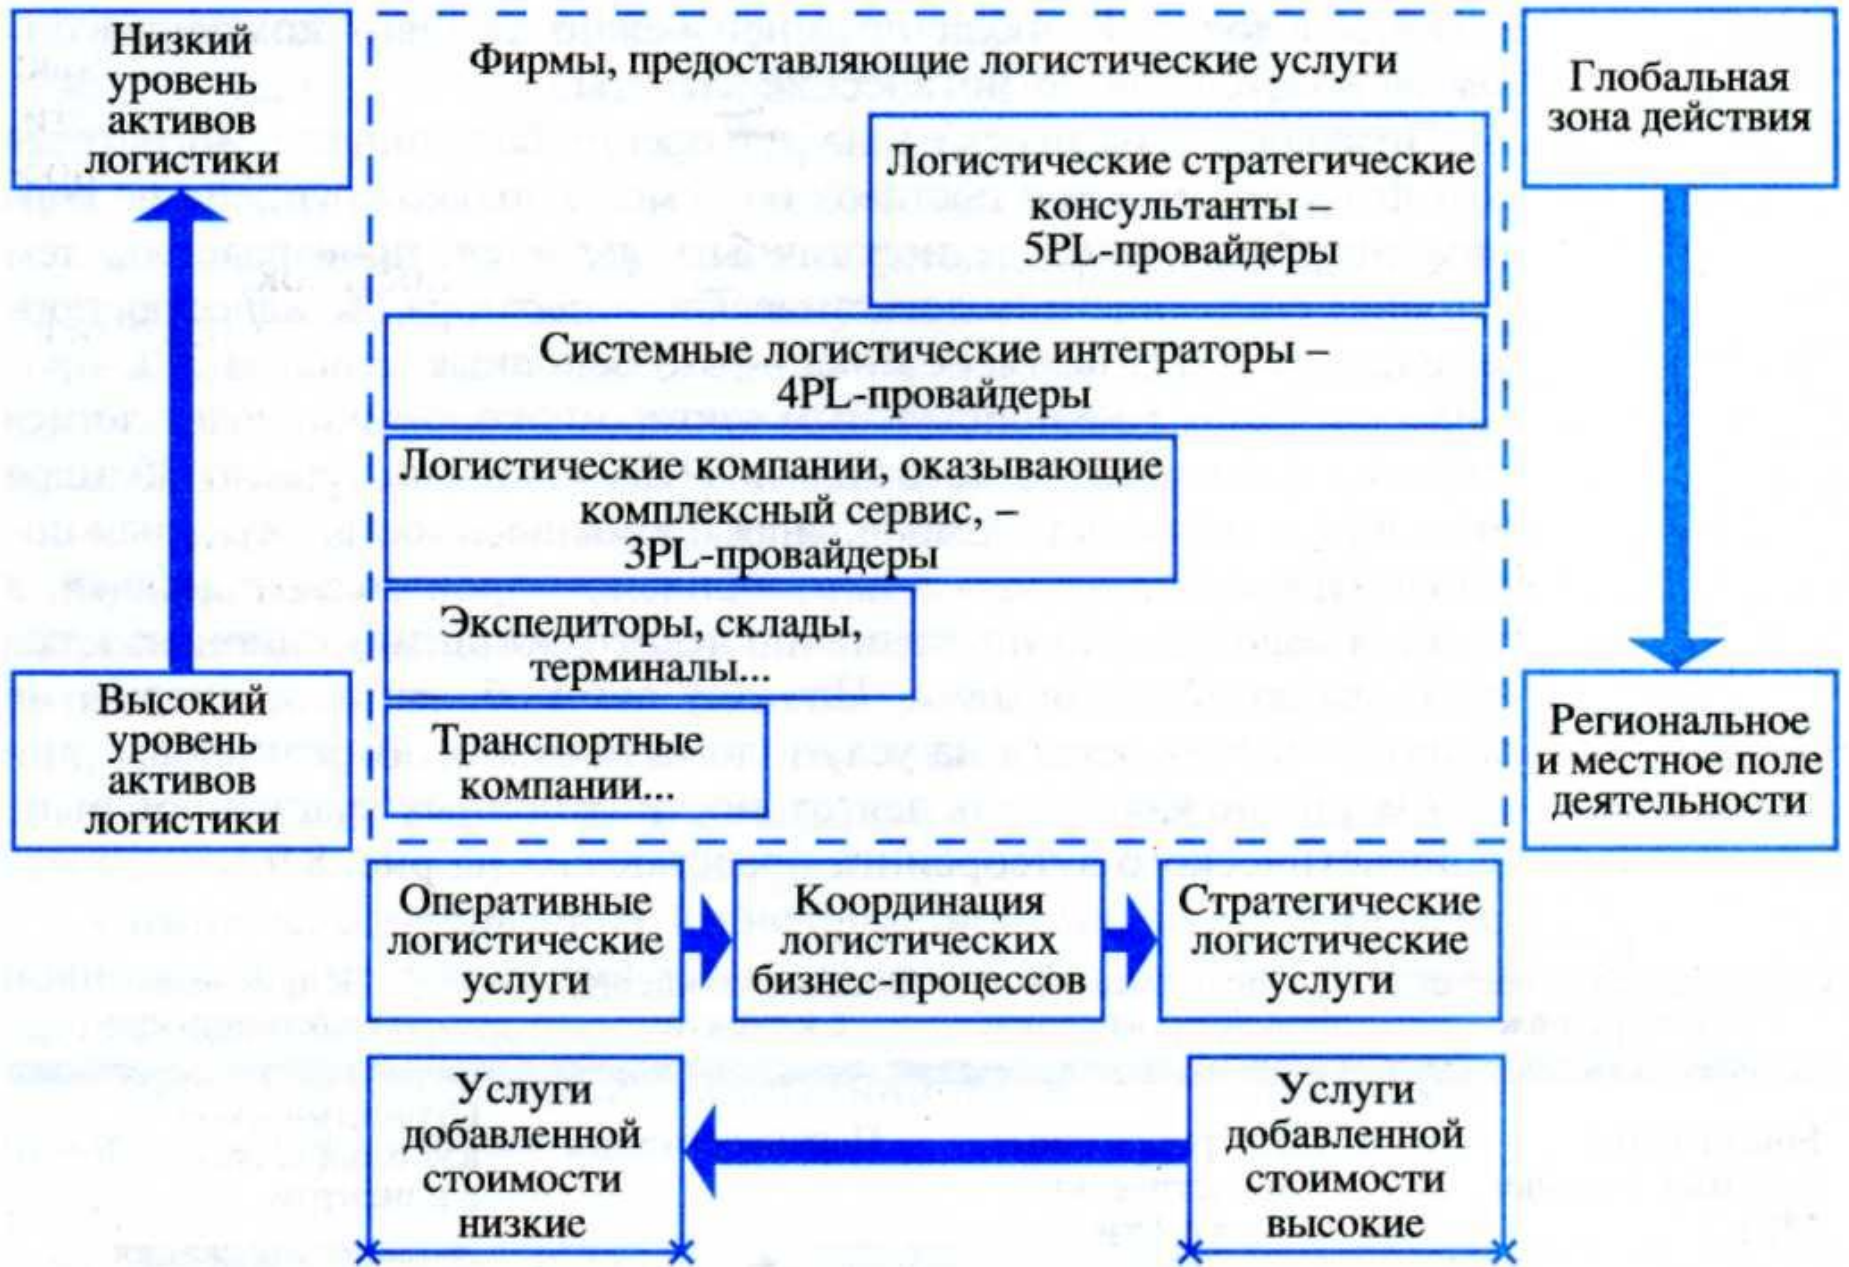 Низкий
уровень
активов
логистики
Фирмы, предоставляющие логистические услуги
Глобальная
зона действия
Логистические стратегические
консультанты –
5PL-провайдеры
Системные логистические интеграторы –
4PL-провайдеры
Логистические компании, оказывающие
комплексный сервис, –
3PL-провайдеры
Экспедиторы, склады,
терминалы...
Транспортные
компании...
Высокий
уровень
активов
логистики
Региональное
и местное поле
деятельности
Оперативные
логистические
услуги
Координация
логистических
бизнес-процессов
Стратегические
логистические
услуги
Услуги
добавленной
стоимости
низкие
Услуги
добавленной
стоимости
высокие